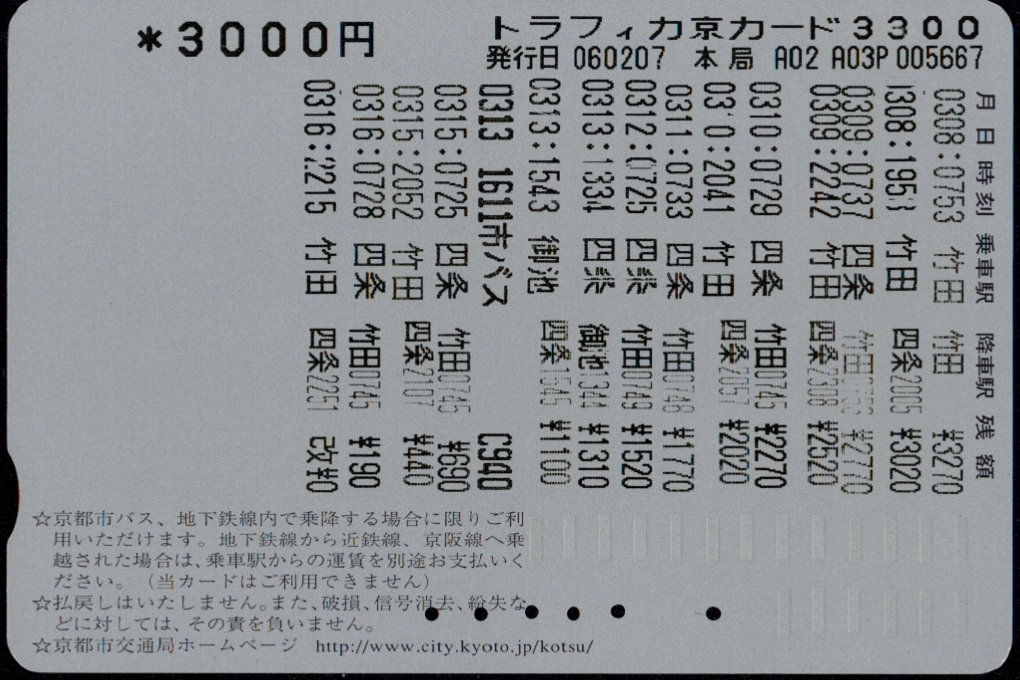 *3000円
トラフィカ京カード3300
発行日 060207 本局 A02 A03P 005667
月日 時刻 乗車駅 降車駅 残額
0308:0753 竹田 竹田 ¥3270
0308:1953 竹田 四条2005 ¥3020
0309:0737 四条 竹田 ¥2770
0309:2242 竹田 四条2308 ¥2520
0310:0729 四条 竹田0745 ¥2270
0310:2041 竹田 四条2057 ¥2020
0311:0733 四条 竹田0748 ¥1770
0312:0725 四条 竹田0749 ¥1520
0313:1334 四条 御池1344 ¥1310
0313:1543 御池 四条1545 ¥1100
0313 1611市バス C940
0315:0725 四条 竹田0745 ¥690
0315:2052 竹田 四条2107 ¥440
0316:0728 四条 竹田0745 ¥190
0316:2215 竹田 四条2251 改¥0
☆京都市バス、地下鉄線内で乗降する場合に限りご利
用いただけます。地下鉄線から近鉄線、京阪線へ乗
越された場合は、乗車駅からの運賃を別途お支払いく
ださい。(当カードはご利用できません)
☆払戻しはいたしません。また、破損、信号消去、紛失な
どに対しては、その責を負いません。
☆京都市交通局ホームページ http://www.city.kyoto.jp/kotsu/